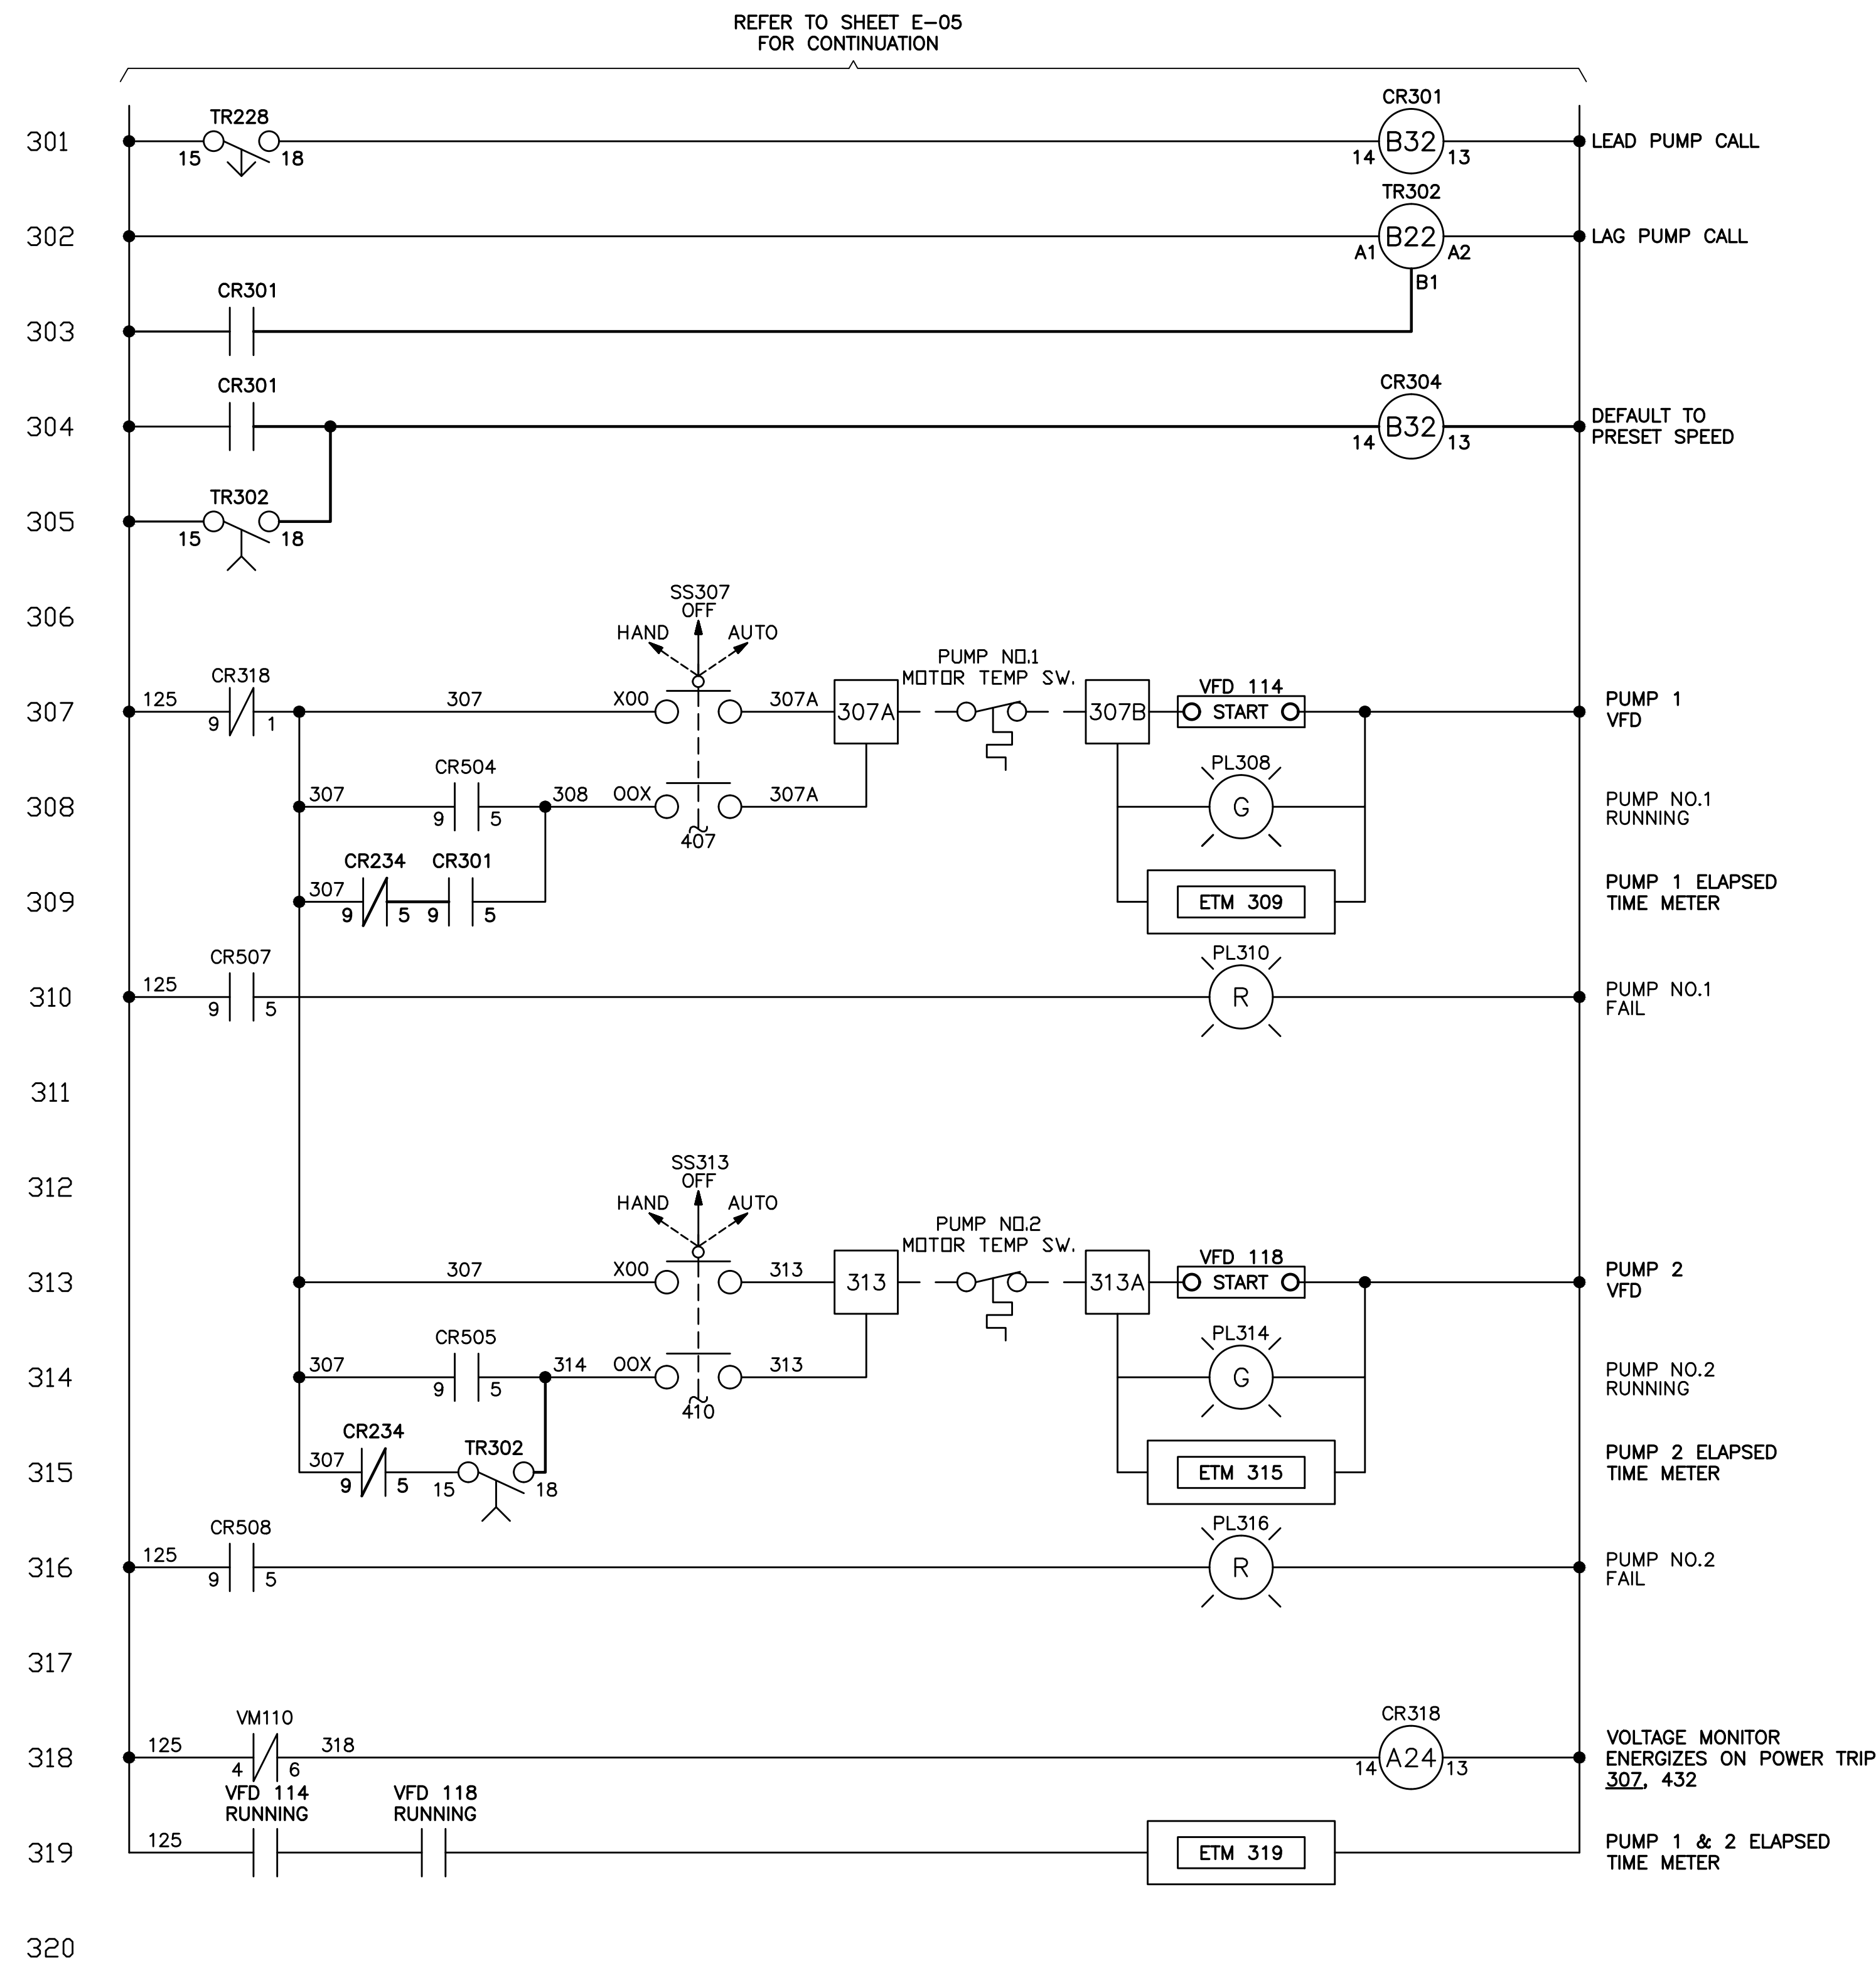 REFER TO SHEET E-05
FOR CONTINUATION
CR301
TR228
301
B32
LEAD PUMP CALL
15
18
14
13
TR302
302
B22
LAG PUMP CALL
A1
A2
CR301
B1
303
CR301
CR304
304
B32
DEFAULT TO
PRESET SPEED
14
13
TR302
305
15
18
SS307
OFF
306
HAND
AUTO
PUMP NO.1
MOTOR TEMP SW.
CR318
VFD 114
125
307
X00
307A
307
307A
307B
START
PUMP 1
VFD
9
1
CR504
PL308
307
308
OOX
307A
308
G
PUMP NO.1
RUNNING
9
5
407
CR234
CR301
307
309
ETM 309
PUMP 1 ELAPSED
TIME METER
9
5
9
5
CR507
PL310
125
310
R
PUMP NO.1
FAIL
9
5
311
SS313
OFF
312
HAND
AUTO
PUMP NO.2
MOTOR TEMP SW.
VFD 118
307
X00
313
313
313
313A
START
PUMP 2
VFD
CR505
PL314
307
314
OOX
313
314
G
PUMP NO.2
RUNNING
9
5
410
CR234
TR302
307
315
ETM 315
PUMP 2 ELAPSED
TIME METER
9
5
15
18
CR508
PL316
125
316
R
PUMP NO.2
FAIL
9
5
317
VM110
CR318
125
318
318
A24
VOLTAGE MONITOR
ENERGIZES ON POWER TRIP
307, 432
4
6
14
13
VFD 114
RUNNING
VFD 118
RUNNING
125
319
ETM 319
PUMP 1 & 2 ELAPSED
TIME METER
320